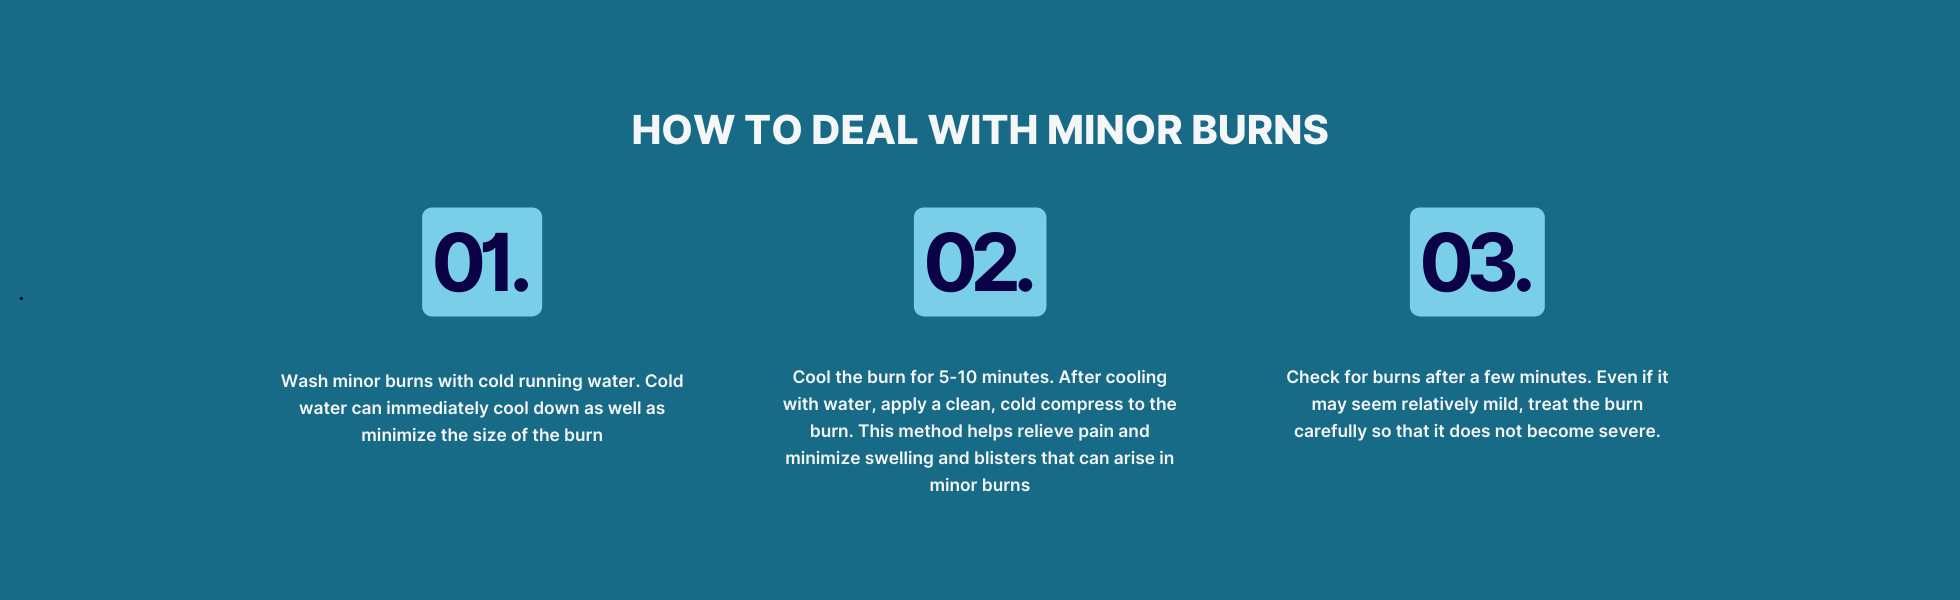 HOW TO DEAL WITH MINOR BURNS
01.
Wash minor burns with cold running water. Cold
water can immediately cool down as well as
minimize the size of the burn
02.
Cool the burn for 5-10 minutes. After cooling
with water, apply a clean, cold compress to the
burn. This method helps relieve pain and
minimize swelling and blisters that can arise in
minor burns
03.
Check for burns after a few minutes. Even if it
may seem relatively mild, treat the burn
carefully so that it does not become severe.